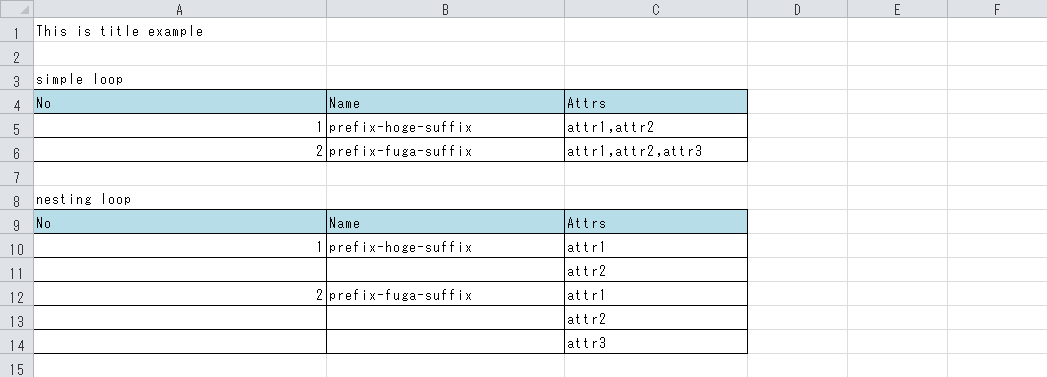 A B C D E F
1 This is title example
2
3 simple loop
4 No Name Attrs
5 1 prefix-hoge-suffix attr1,attr2
6 2 prefix-fuga-suffix attr1,attr2,attr3
7
8 nesting loop
9 No Name Attrs
10 1 prefix-hoge-suffix attr1
11 attr2
12 2 prefix-fuga-suffix attr1
13 attr2
14 attr3
15